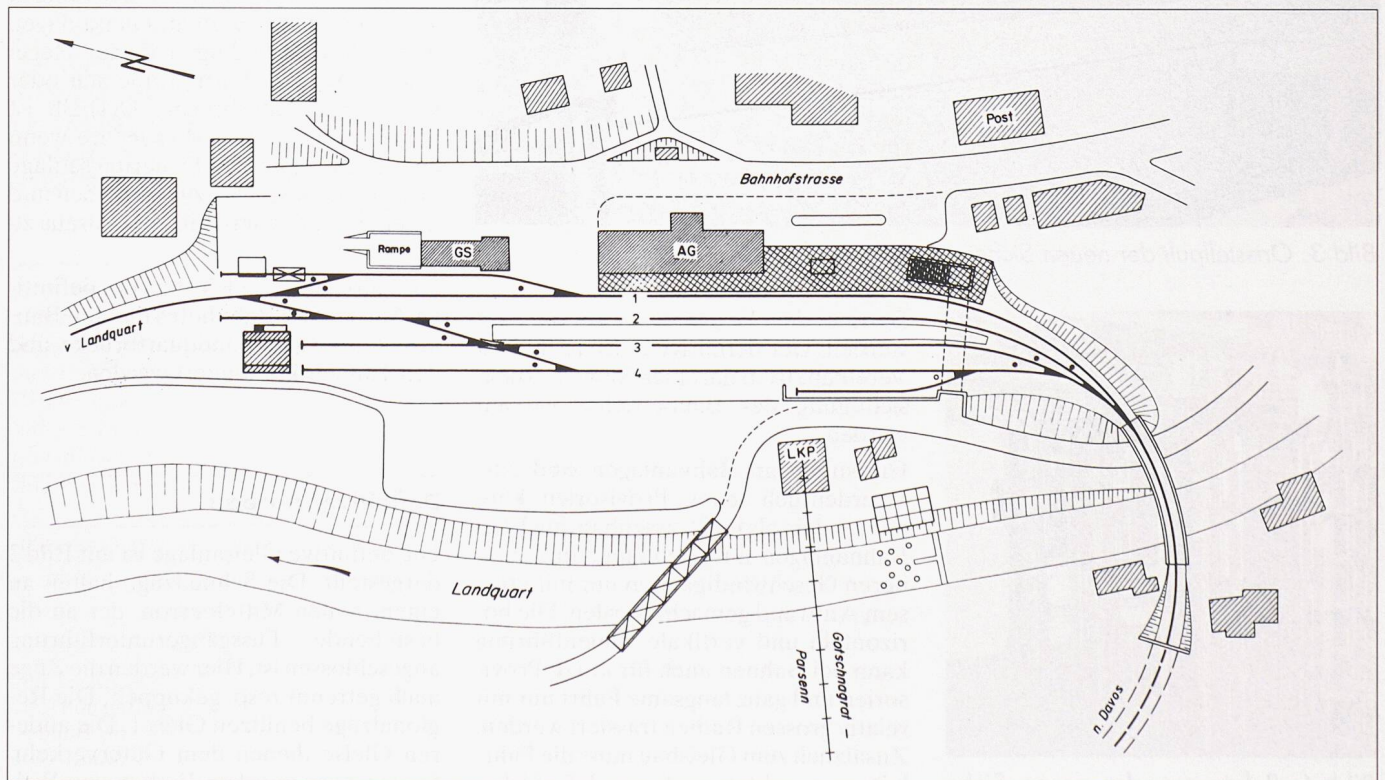 Post
Bahnhofstrasse
Rampe
GS
AG
v Landquart
1
2
3
4
LKP
Landquart
Gotschnagrat -
Parsenn
n. Davos